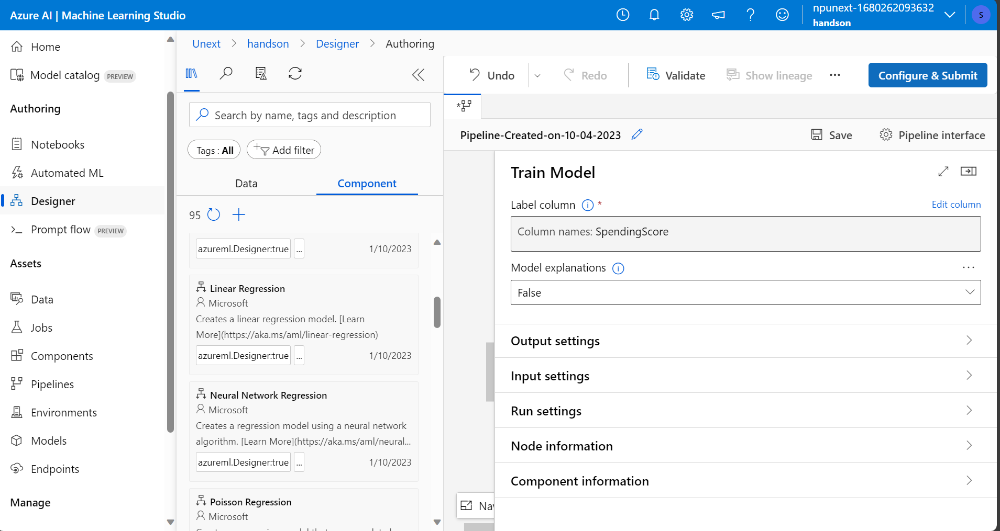 Azure AI | Machine Learning Studio
npunext-1680262093632
handson
S
Home
Model catalog PREVIEW
Authoring
Notebooks
Automated ML
Designer
Prompt flow PREVIEW
Assets
Data
Jobs
Components
Pipelines
Environments
Models
Endpoints
Manage
Unext > handson > Designer > Authoring
Search by name, tags and description
Tags : All
Add filter
Data
Component
95
azureml.Designer:true ... 1/10/2023
Linear Regression
Microsoft
Creates a linear regression model. [Learn
More](https://aka.ms/aml/linear-regression)
azureml.Designer:true ... 1/10/2023
Neural Network Regression
Microsoft
Creates a regression model using a neural network
algorithm. [Learn More](https://aka.ms/aml/neural...
azureml.Designer:true ... 1/10/2023
Poisson Regression
Microsoft
Undo
Redo
Validate
Show lineage
...
Configure & Submit
Pipeline-Created-on-10-04-2023
Save
Pipeline interface
Train Model
Label column *
Edit column
Column names: SpendingScore
Model explanations
...
False
Output settings
Input settings
Run settings
Node information
Component information
Nav